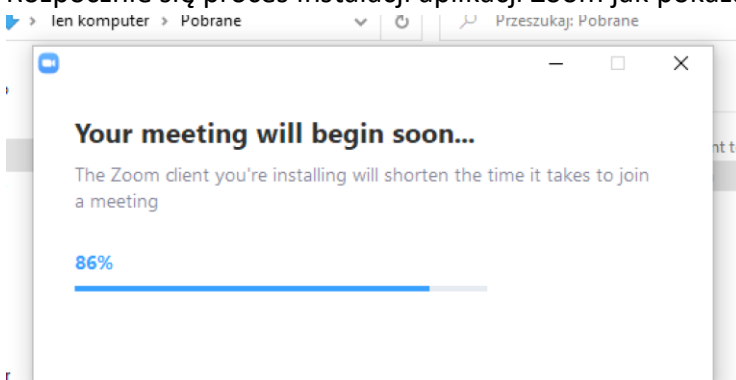 Rozpocznie się proces instalacji aplikacji Zoom jak
> Ten komputer > Pobrane Przeszukaj: Pobrane
Your meeting will begin soon...
The Zoom client you're installing will shorten the time it takes to join
a meeting
86%